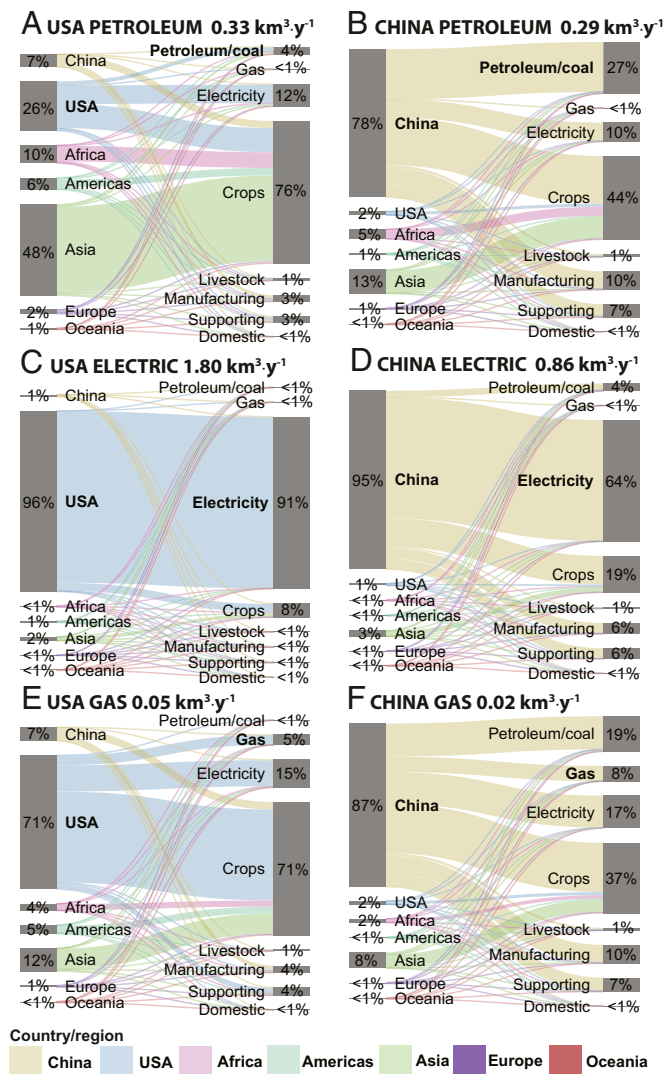 A USA PETROLEUM 0.33 km³·y⁻¹
7% China
26% USA
10% Africa
6% Americas
48% Asia
2% Europe
1% Oceania
Petroleum/coal 4%
Gas <1%
Electricity 12%
Crops 76%
Livestock 1%
Manufacturing 3%
Supporting 3%
Domestic <1%
B CHINA PETROLEUM 0.29 km³·y⁻¹
78% China
2% USA
5% Africa
1% Americas
13% Asia
1% Europe
<1% Oceania
Petroleum/coal 27%
Gas <1%
Electricity 10%
Crops 44%
Livestock 1%
Manufacturing 10%
Supporting 7%
Domestic <1%
C USA ELECTRIC 1.80 km³·y⁻¹
1% China
96% USA
<1% Africa
1% Americas
2% Asia
<1% Europe
<1% Oceania
Petroleum/coal <1%
Gas <1%
Electricity 91%
Crops 8%
Livestock <1%
Manufacturing <1%
Supporting <1%
Domestic <1%
D CHINA ELECTRIC 0.86 km³·y⁻¹
95% China
1% USA
<1% Africa
<1% Americas
3% Asia
<1% Europe
<1% Oceania
Petroleum/coal 4%
Gas <1%
Electricity 64%
Crops 19%
Livestock 1%
Manufacturing 6%
Supporting 6%
Domestic <1%
E USA GAS 0.05 km³·y⁻¹
7% China
71% USA
4% Africa
5% Americas
12% Asia
1% Europe
<1% Oceania
Petroleum/coal <1%
Gas 5%
Electricity 15%
Crops 71%
Livestock 1%
Manufacturing 4%
Supporting 4%
Domestic <1%
F CHINA GAS 0.02 km³·y⁻¹
87% China
2% USA
2% Africa
<1% Americas
8% Asia
<1% Europe
<1% Oceania
Petroleum/coal 19%
Gas 8%
Electricity 17%
Crops 37%
Livestock 1%
Manufacturing 10%
Supporting 7%
Domestic <1%
Country/region
China USA Africa Americas Asia Europe Oceania